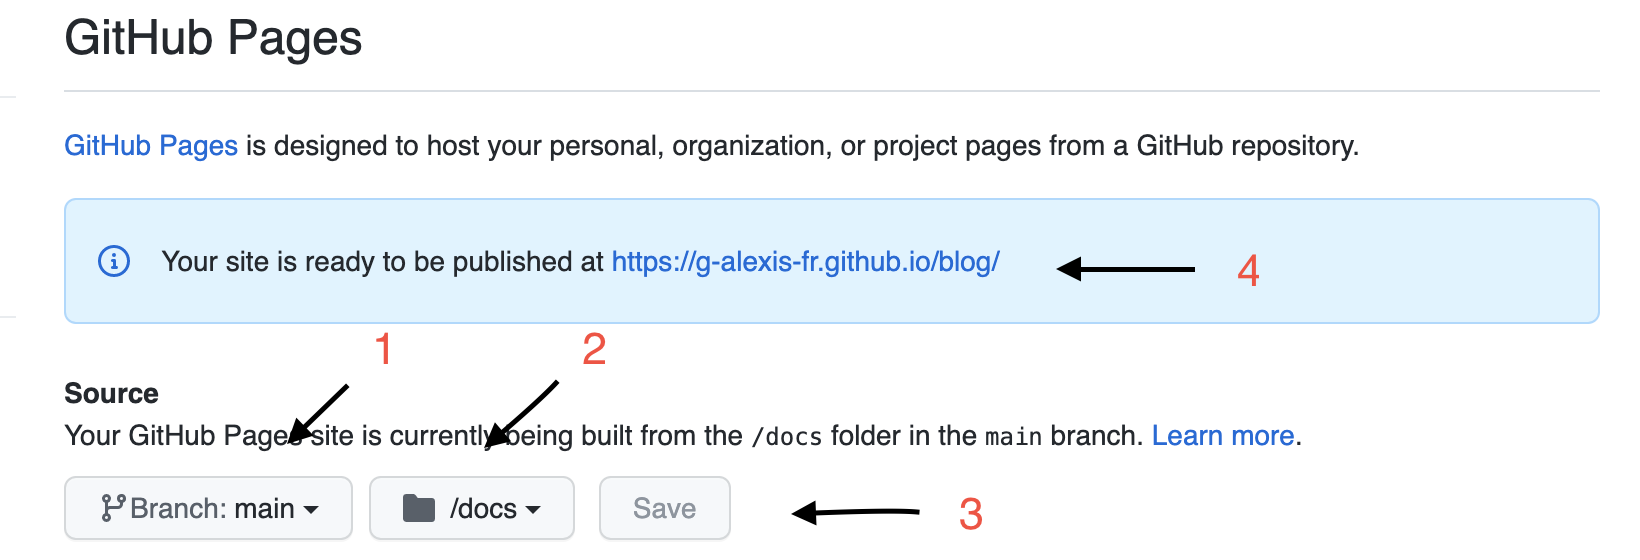 GitHub Pages
GitHub Pages is designed to host your personal, organization, or project pages from a GitHub repository.
Your site is ready to be published at https://g-alexis-fr.github.io/blog/
4
1
2
Source
Your GitHub Pages site is currently being built from the /docs folder in the main branch. Learn more.
Branch: main
/docs
Save
3